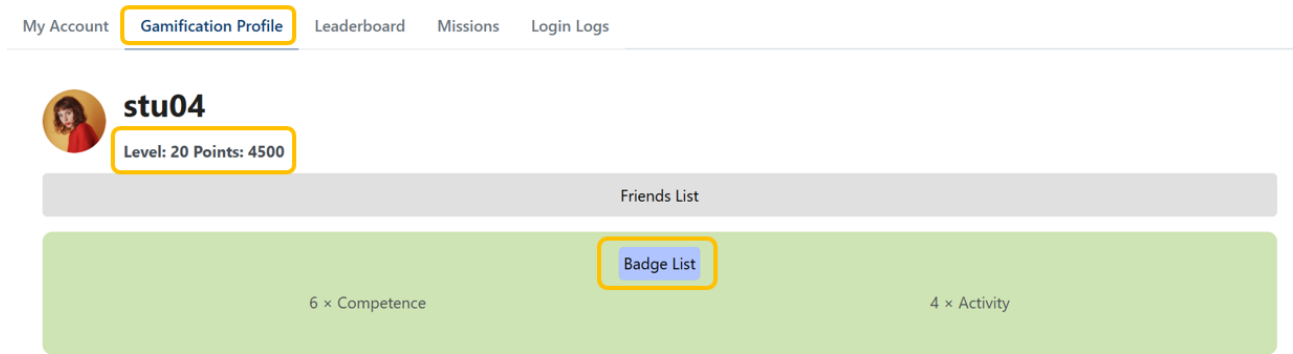 My Account Gamification Profile Leaderboard Missions Login Logs
stu04
Level: 20 Points: 4500
Friends List
Badge List
6 × Competence 4 × Activity